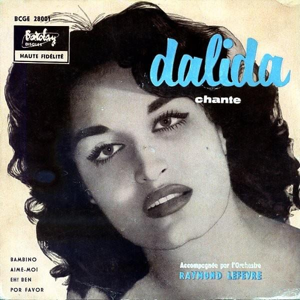 BCGE 28001
Barclay
DISQUES
HAUTE FIDÉLITÉ
dalida
chante
BAMBINO
AIME-MOI
EH! BEN
POR FAVOR
Accompagnée par l'Orchestre
RAYMOND LEFEVRE